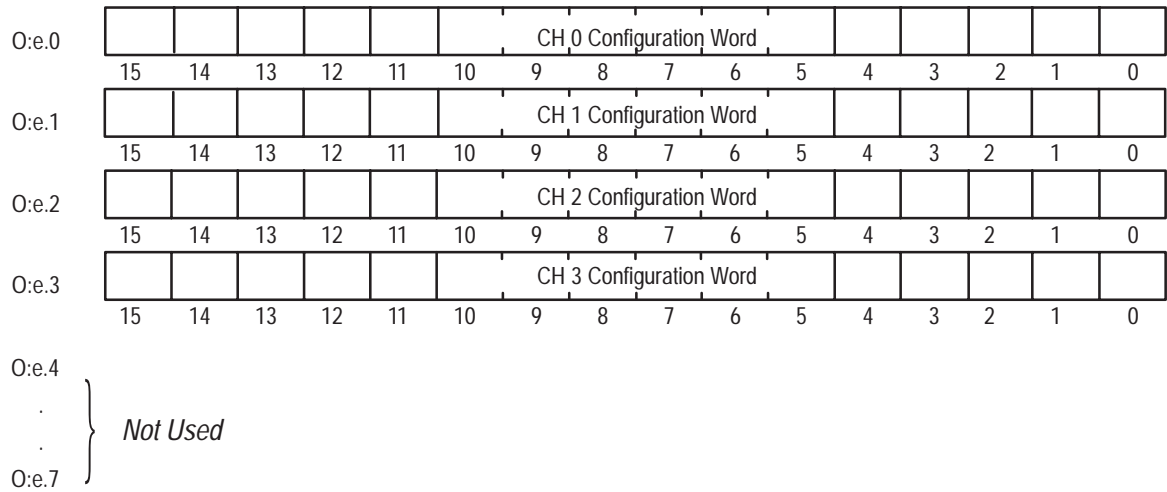 O:e.0 CH 0 Configuration Word
15 14 13 12 11 10 9 8 7 6 5 4 3 2 1 0
O:e.1 CH 1 Configuration Word
15 14 13 12 11 10 9 8 7 6 5 4 3 2 1 0
O:e.2 CH 2 Configuration Word
15 14 13 12 11 10 9 8 7 6 5 4 3 2 1 0
O:e.3 CH 3 Configuration Word
15 14 13 12 11 10 9 8 7 6 5 4 3 2 1 0
O:e.4
.
Not Used
.
O:e.7